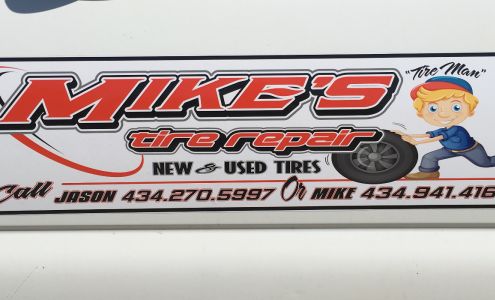 MIKE'S
"Tire Man"
tire repair
NEW & USED TIRES
Call JASON 434.270.5997 Or MIKE 434.941.416